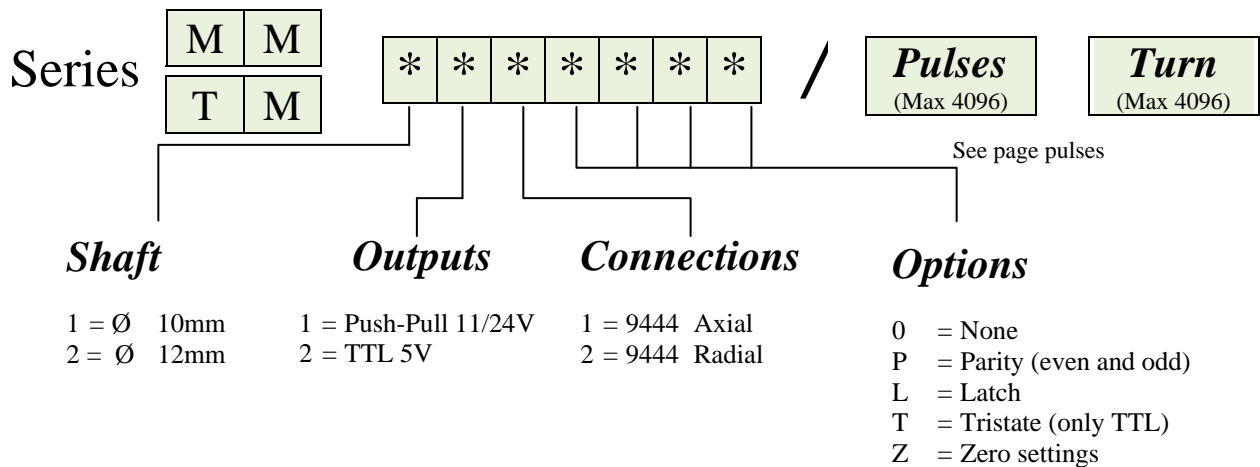 Series
M M
T M
* * * * * * * / Pulses Turn
(Max 4096) (Max 4096)
See page pulses
Shaft
1 = Ø 10mm
2 = Ø 12mm
Outputs
1 = Push-Pull 11/24V
2 = TTL 5V
Connections
1 = 9444 Axial
2 = 9444 Radial
Options
0 = None
P = Parity (even and odd)
L = Latch
T = Tristate (only TTL)
Z = Zero settings